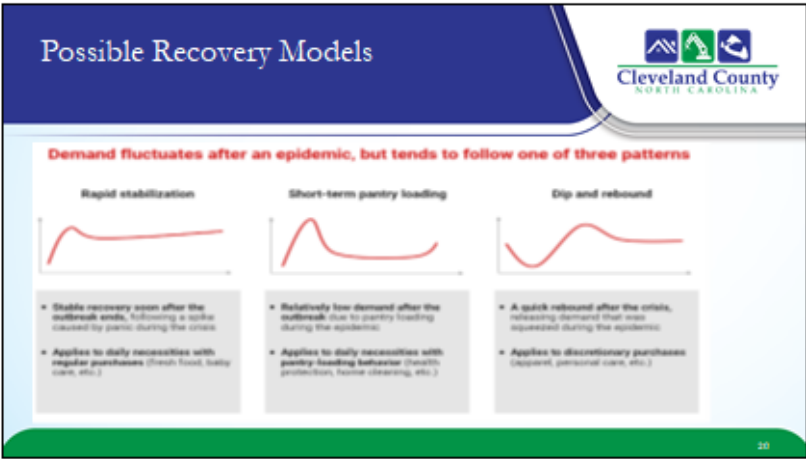 Possible Recovery Models
Cleveland County
NORTH CAROLINA
Demand fluctuates after an epidemic, but tends to follow one of three patterns
Rapid stabilization
Short-term pantry loading
Dip and rebound
• Stable recovery soon after the
outbreak ends, following a spike
caused by panic during the crisis
• Applies to daily necessities with
regular purchases (fresh food, baby
care, etc.)
• Relatively low demand after the
outbreak due to pantry loading
during the epidemic
• Applies to daily necessities with
pantry-loading behavior (health
protection, home cleaning, etc.)
• A quick rebound after the crisis,
releasing demand that was
squeezed during the epidemic
• Applies to discretionary purchases
(apparel, personal care, etc.)
20